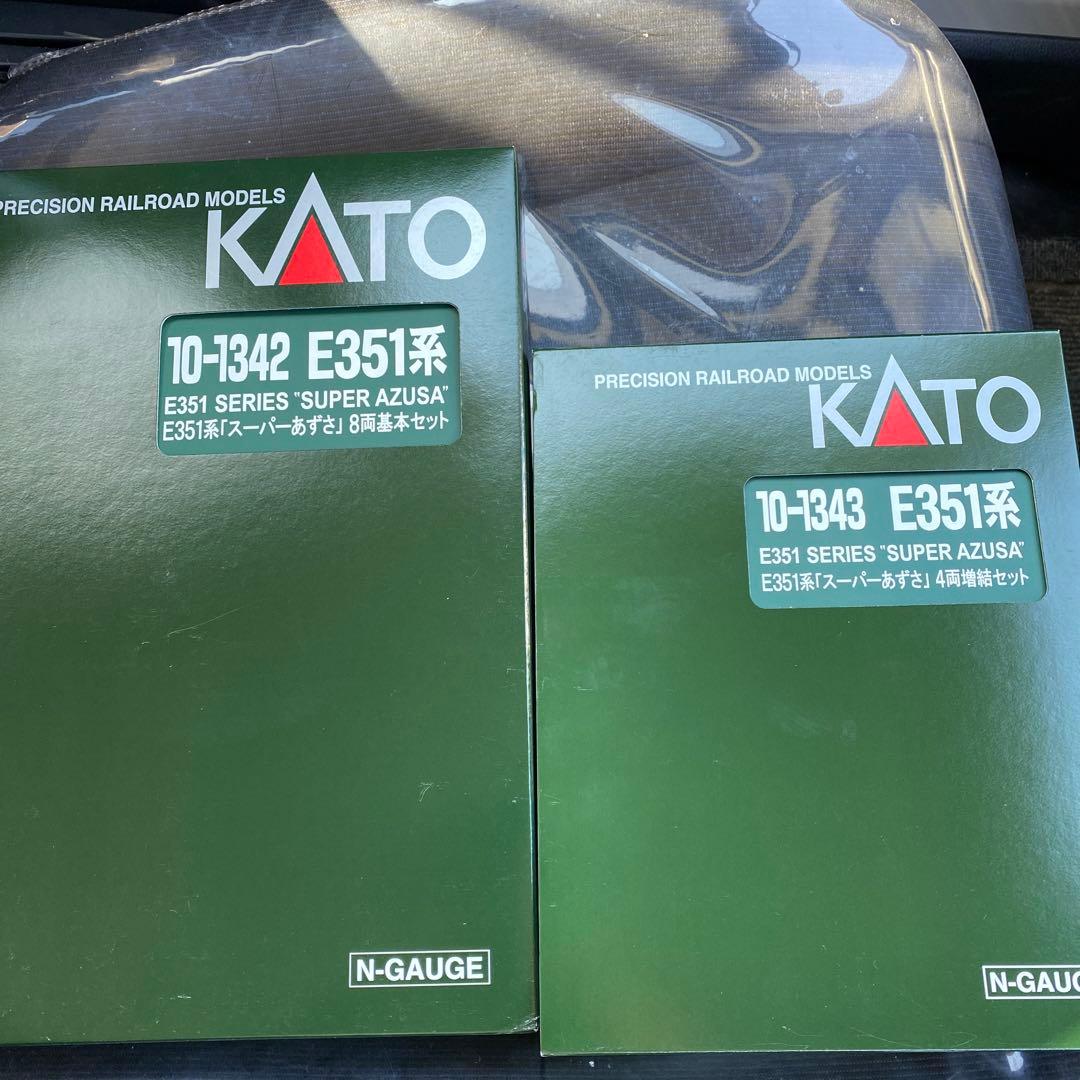 PRECISION RAILROAD MODELS
KATO
10-1342 E351系
E351 SERIES "SUPER AZUSA"
E351系「スーパーあずさ」8両基本セット
N-GAUGE
PRECISION RAILROAD MODELS
KATO
10-1343 E351系
E351 SERIES "SUPER AZUSA"
E351系「スーパーあずさ」4両増結セット
N-GAUG